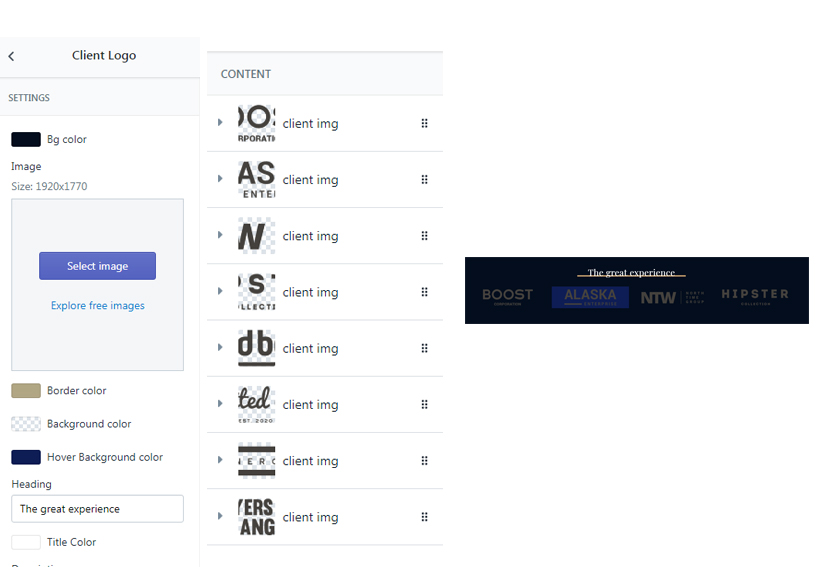 Client Logo
SETTINGS
Bg color
Image
Size: 1920x1770
Select image
Explore free images
Border color
Background color
Hover Background color
Heading
The great experience
Title Color
CONTENT
OS
RPORATI
client img
AS
ENTE
client img
W
client img
ST
LLECTI
client img
db
client img
ted
EST. 2020
client img
ERC
client img
YERS
ANG
client img
The great experience
BOOST
CORPORATION
ALASKA
ENTERPRISE
NTW
NORTH
TIME
GROUP
HIPSTER
COLLECTION